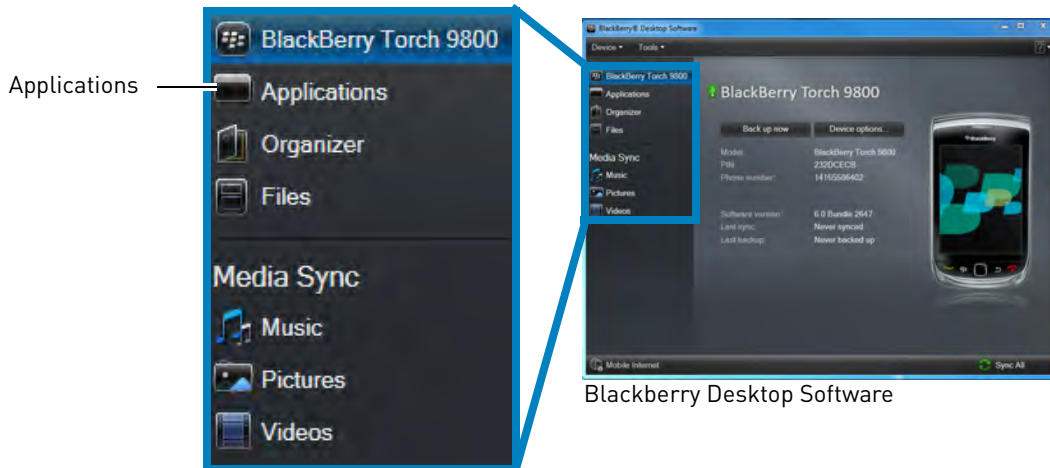 Applications
BlackBerry Torch 9800
Applications
Organizer
Files
Media Sync
Music
Pictures
Videos
BlackBerry® Desktop Software
Device
Tools
?
BlackBerry Torch 9800
Applications
Organizer
Files
Media Sync
Music
Pictures
Videos
BlackBerry Torch 9800
Back up now
Device options...
Model: BlackBerry Torch 9800
PIN: 232DCECB
Phone number: 14165586402
Software version: 6.0 Bundle 2647
Last sync: Never synced
Last backup: Never backed up
BlackBerry
Mobile Internet
Sync All
Blackberry Desktop Software